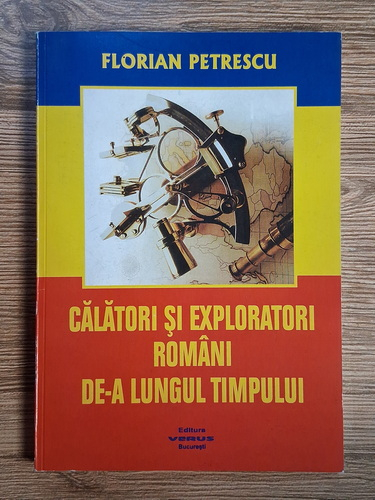 FLORIAN PETRESCU
CĂLĂTORI ȘI EXPLORATORI
ROMÂNI
DE-A LUNGUL TIMPULUI
Editura
VERUS
București